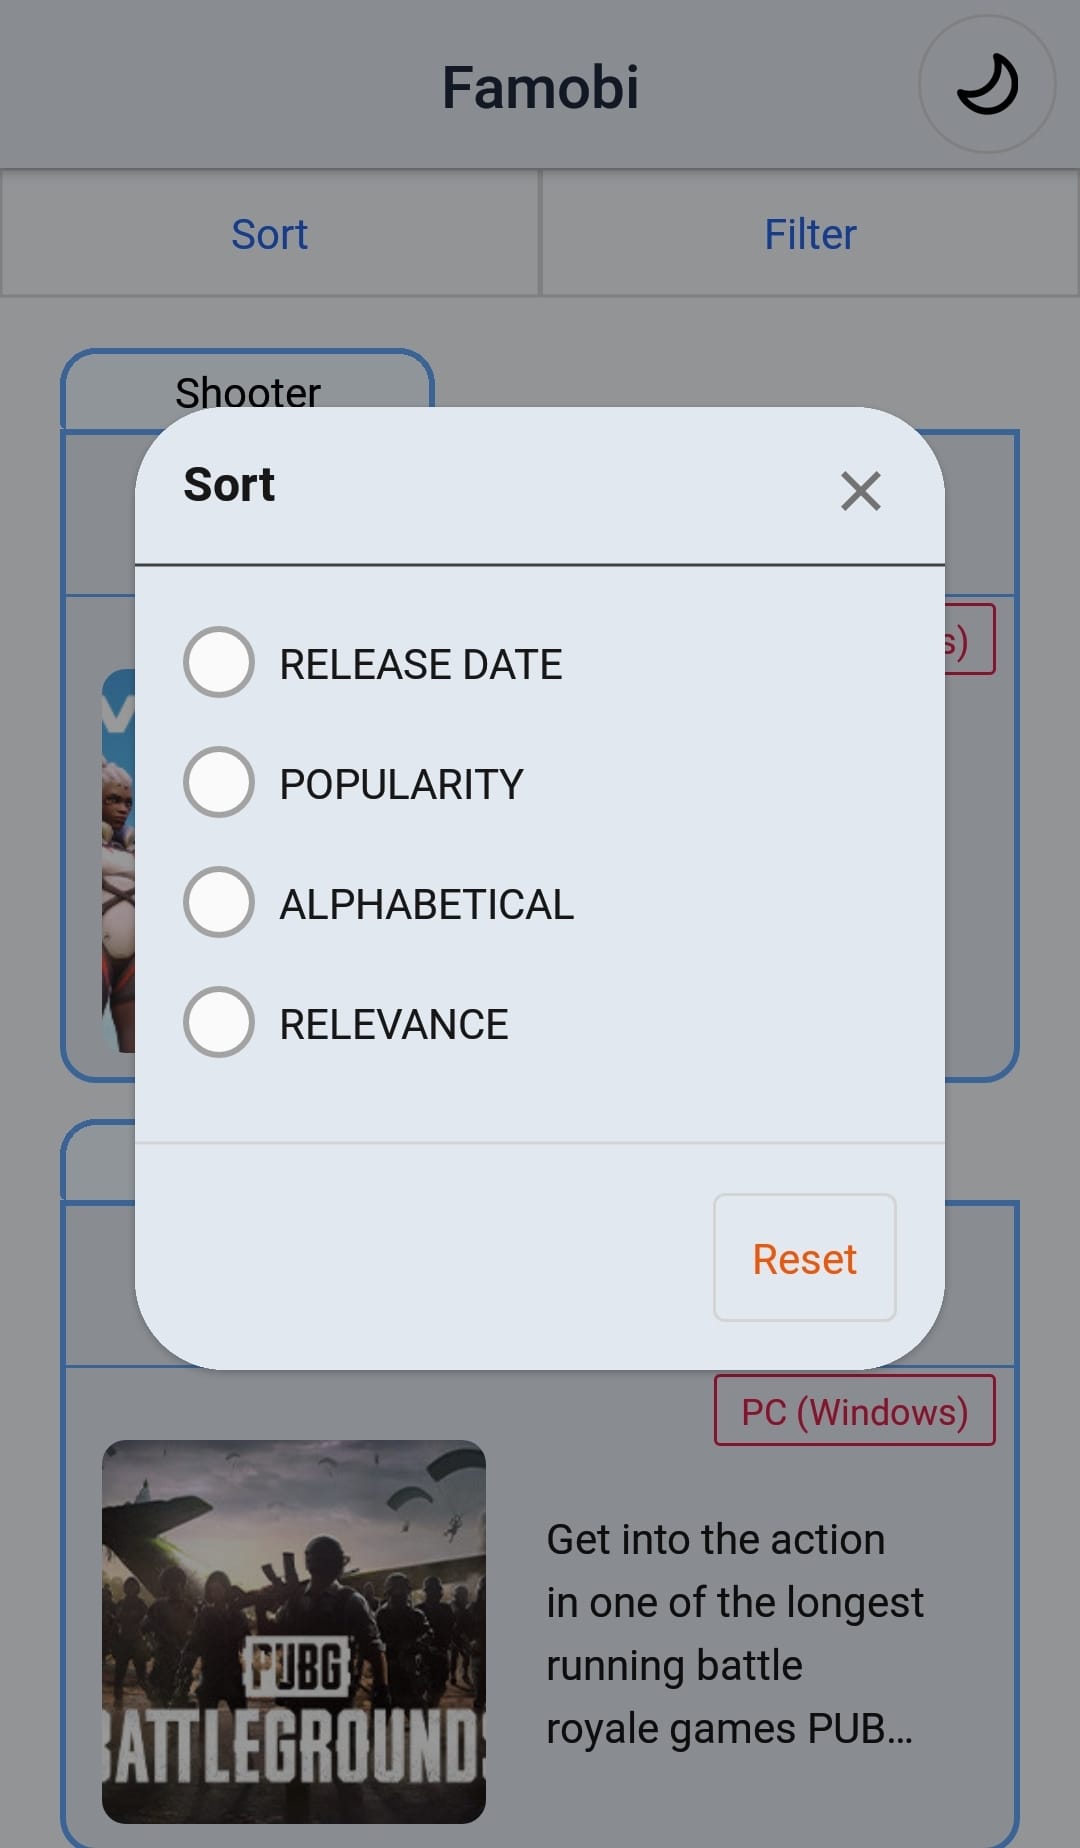 Famobi
Sort
Filter
Shooter
Sort
RELEASE DATE
s)
POPULARITY
ALPHABETICAL
RELEVANCE
Reset
PC (Windows)
Get into the action
in one of the longest
running battle
royale games PUB...
PUBG
BATTLEGROUNDS